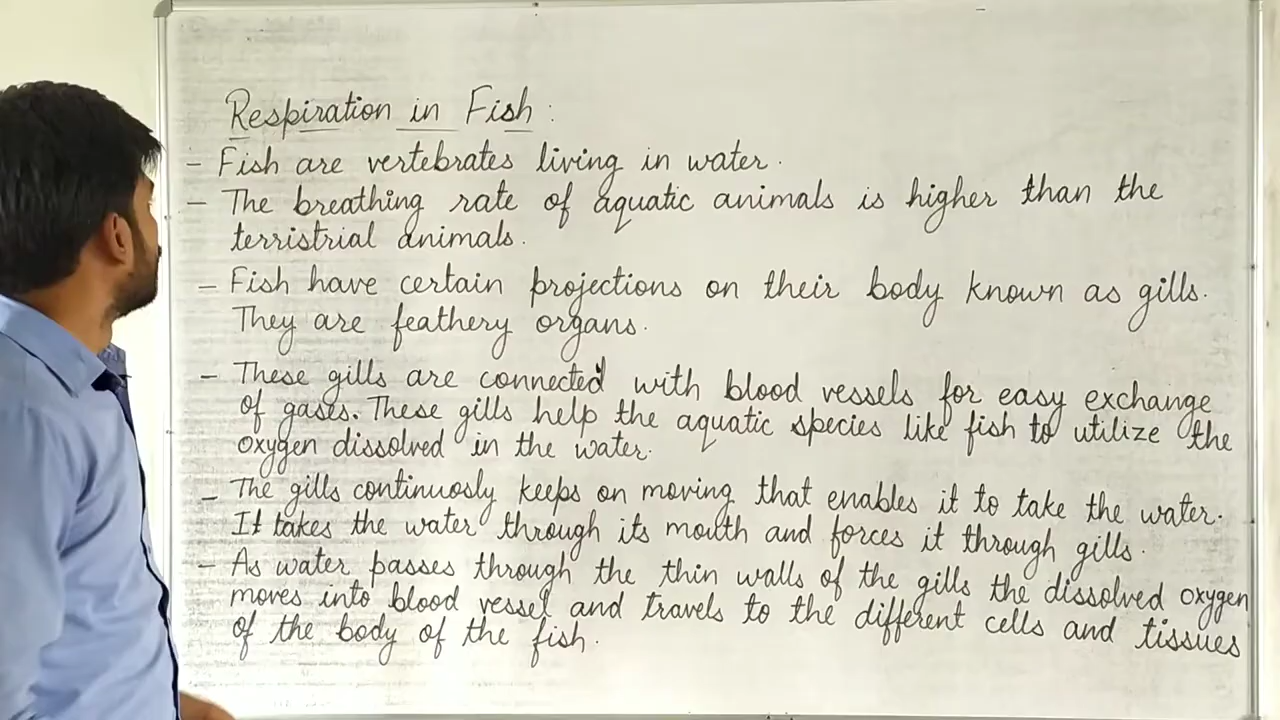 Respiration in Fish :
- Fish are vertebrates living in water.
- The breathing rate of aquatic animals is higher than the
terristrial animals.
- Fish have certain projections on their body known as gills.
They are feathery organs.
- These gills are connected with blood vessels for easy exchange
of gases. These gills help the aquatic species like fish to utilize the
oxygen dissolved in the water.
- The gills continuosly keeps on moving that enables it to take the water.
It takes the water through its mouth and forces it through gills.
- As water passes through the thin walls of the gills the dissolved oxygen
moves into blood vessel and travels to the different cells and tissues
of the body of the fish.